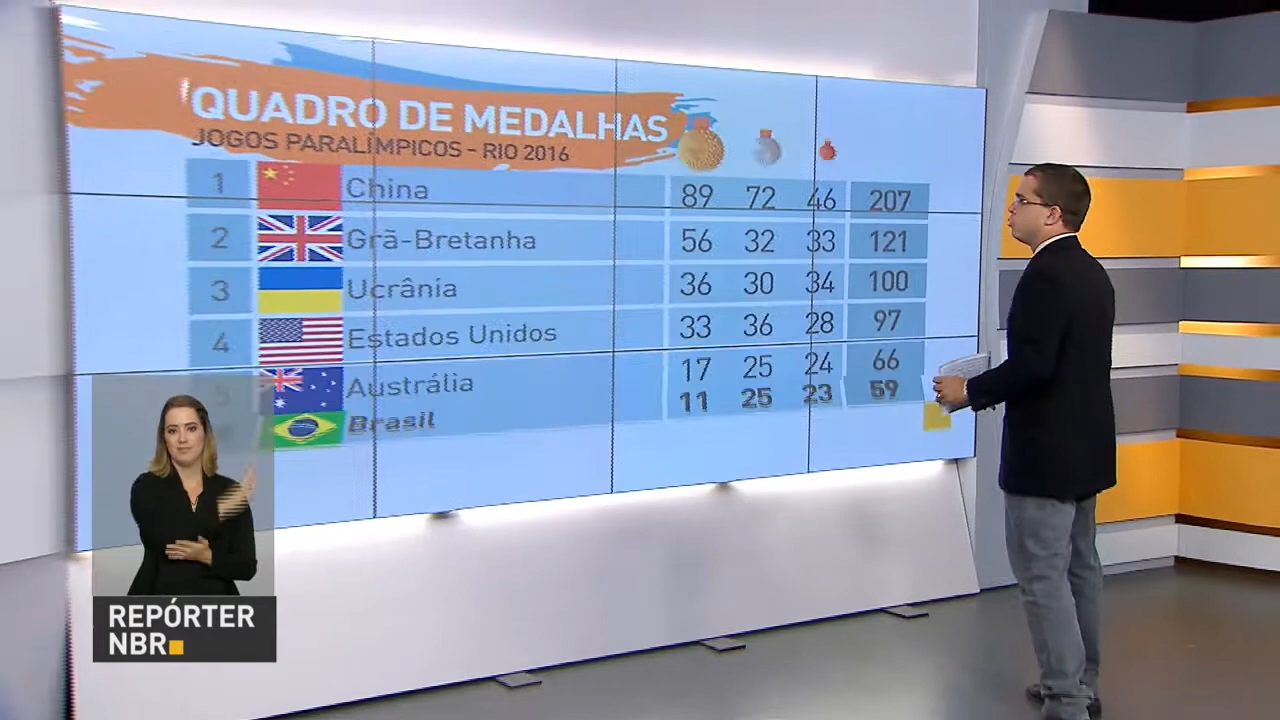 QUADRO DE MEDALHAS
JOGOS PARALÍMPICOS - RIO 2016
1 China 89 72 46 207
2 Grã-Bretanha 56 32 33 121
3 Ucrânia 36 30 34 100
4 Estados Unidos 33 36 28 97
5 Austrália 17 25 24 66
Brasil 11 25 23 59
REPÓRTER
NBR